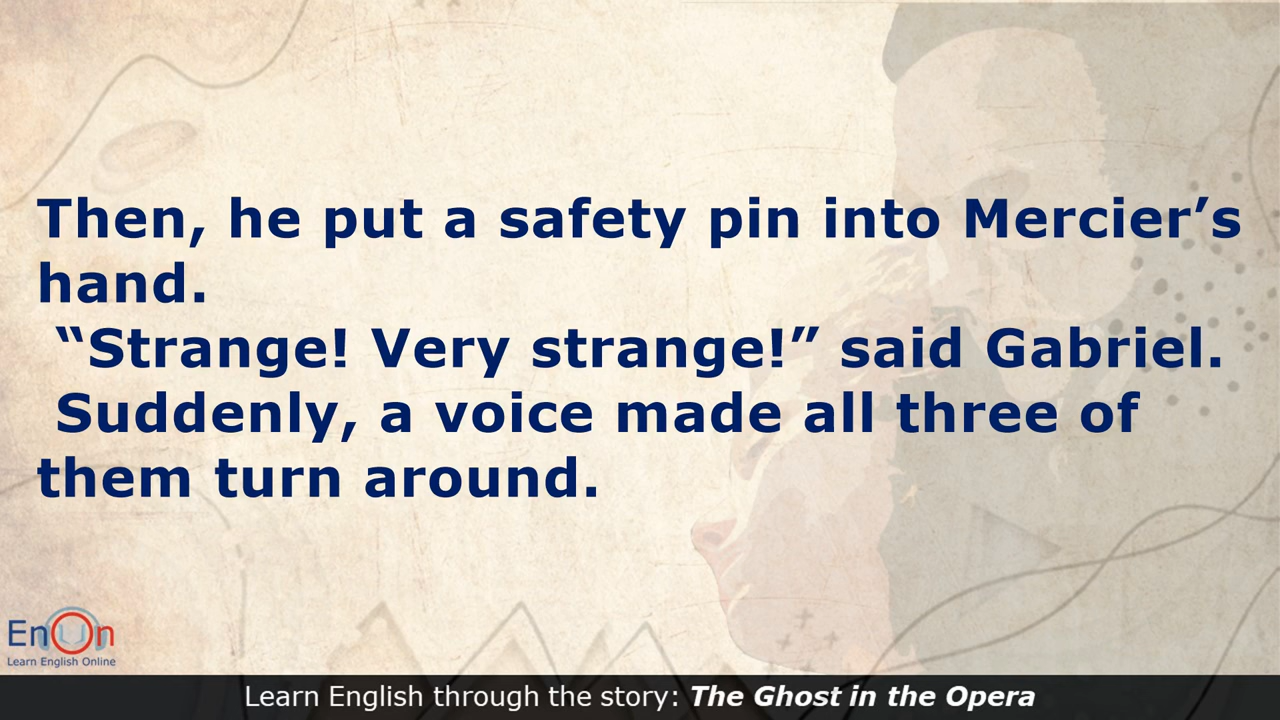 Then, he put a safety pin into Mercier’s
hand.
“Strange! Very strange!” said Gabriel.
Suddenly, a voice made all three of
them turn around.
EnOn
Learn English Online
Learn English through the story: The Ghost in the Opera